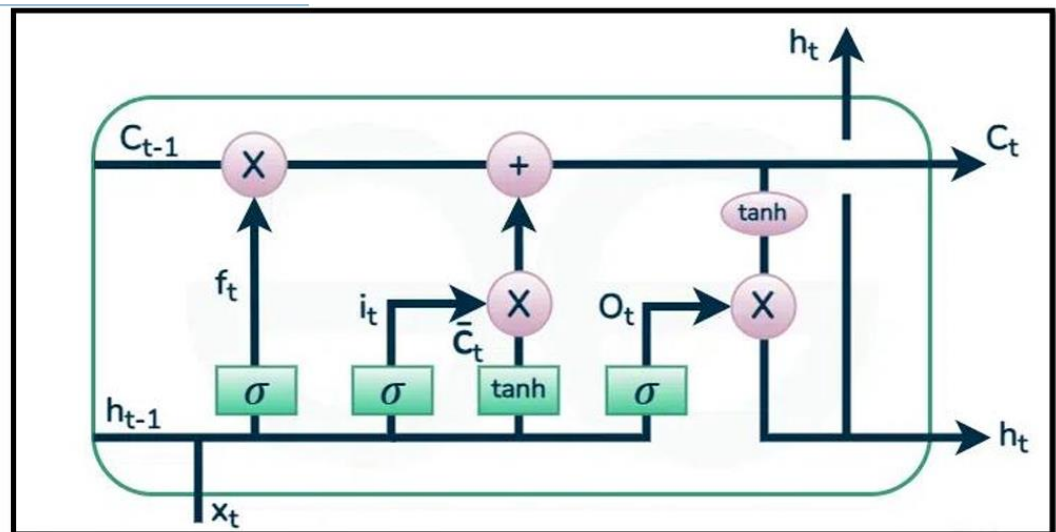 hₜ
Cₜ₋₁
X
+
Cₜ
tanh
fₜ
iₜ
X
Oₜ
X
C̄ₜ
σ
σ
tanh
σ
hₜ₋₁
hₜ
xₜ